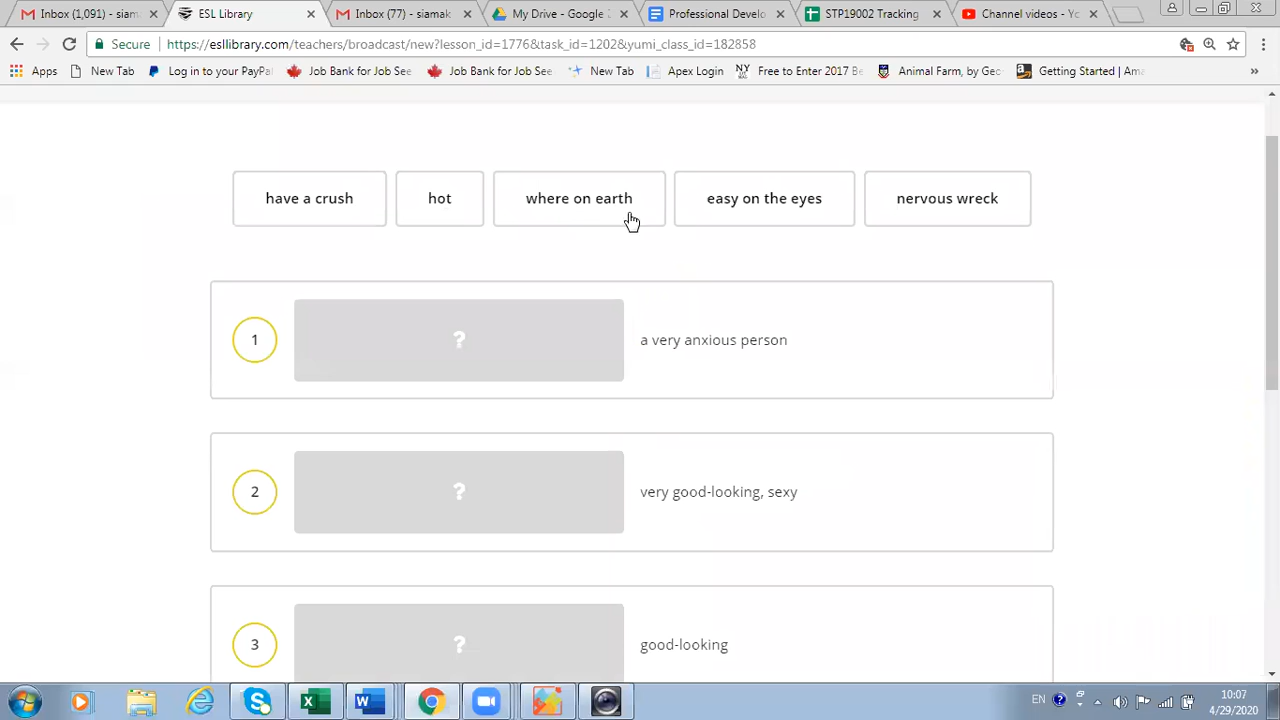 Inbox (1,091) - siam
ESL Library
Inbox (77) - siamak
My Drive - Google
Professional Develo
STP19002 Tracking
Channel videos - Yo
Secure
https://esllibrary.com/teachers/broadcast/new?lesson_id=1776&task_id=1202&yumi_class_id=182858
Apps
New Tab
Log in to your PayPa
Job Bank for Job See
Job Bank for Job See
New Tab
Apex Login
NY
Free to Enter 2017 Be
Animal Farm, by Geo
Getting Started | Ama
»
have a crush
hot
where on earth
easy on the eyes
nervous wreck
1
?
a very anxious person
2
?
very good-looking, sexy
3
?
good-looking
EN
10:07
4/29/2020